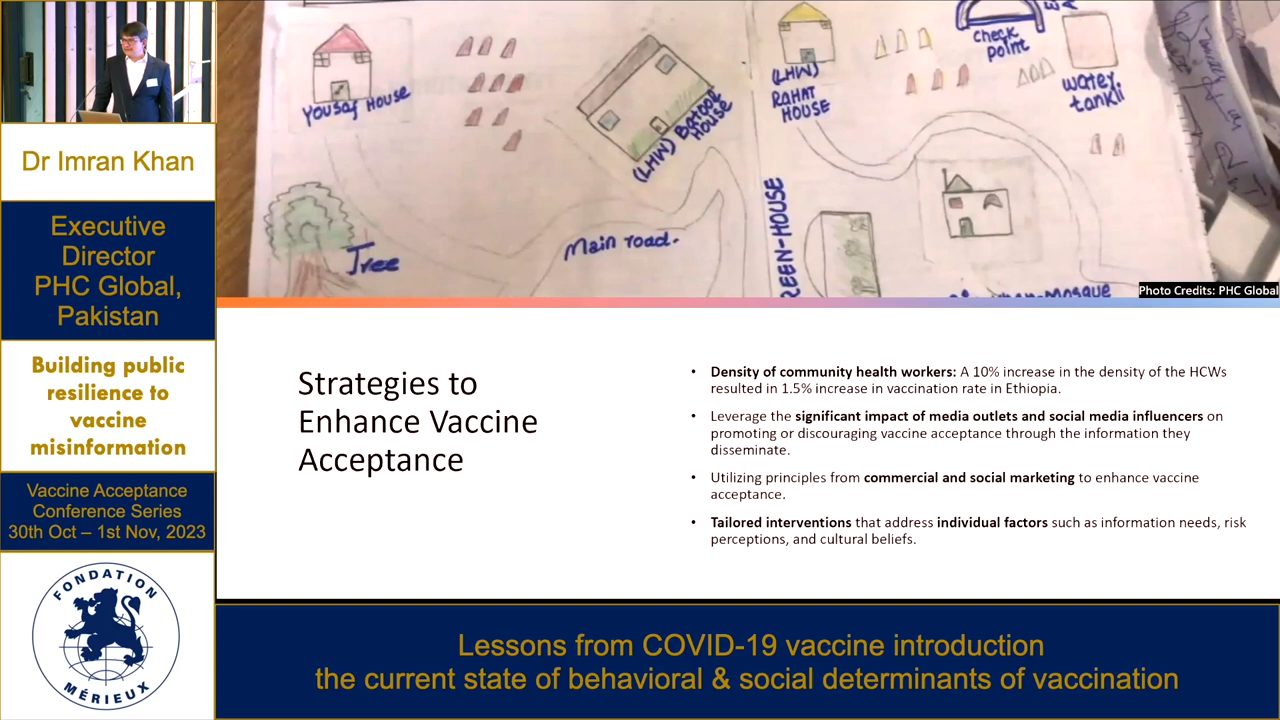 Dr Imran Khan
Executive
Director
PHC Global,
Pakistan
Building public
resilience to
vaccine
misinformation
Vaccine Acceptance
Conference Series
30th Oct – 1st Nov, 2023
FONDATION
MÉRIEUX
Yousaf House
(LHW) Batool
House
Tree
Main road.
(LHW)
RAHAT
HOUSE
check
point
water
tankii
REEN-HOUSE
Photo Credits: PHC Global
Strategies to
Enhance Vaccine
Acceptance
• Density of community health workers: A 10% increase in the density of the HCWs
resulted in 1.5% increase in vaccination rate in Ethiopia.
• Leverage the significant impact of media outlets and social media influencers on
promoting or discouraging vaccine acceptance through the information they
disseminate.
• Utilizing principles from commercial and social marketing to enhance vaccine
acceptance.
• Tailored interventions that address individual factors such as information needs, risk
perceptions, and cultural beliefs.
Lessons from COVID-19 vaccine introduction
the current state of behavioral & social determinants of vaccination